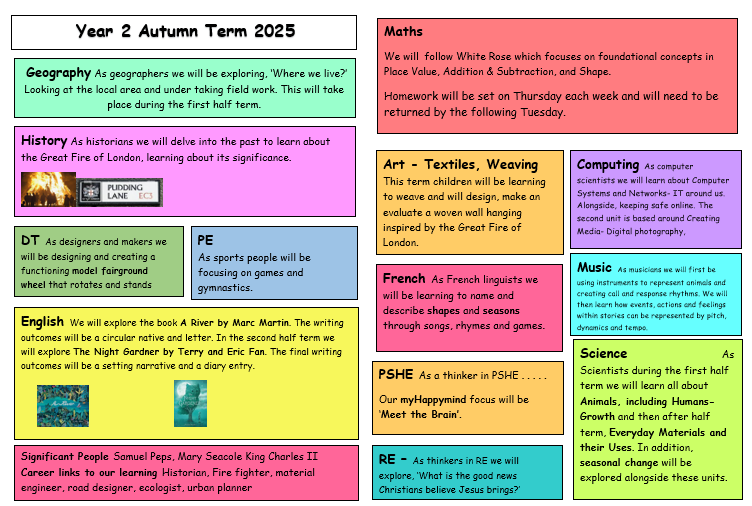 Year 2 Autumn Term 2025
Geography As geographers we will be exploring, 'Where we live?'
Looking at the local area and under taking field work. This will take
place during the first half term.
History As historians we will delve into the past to learn about
the Great Fire of London, learning about its significance.
PUDDING
LANE EC3
DT As designers and makers we
will be designing and creating a
functioning model fairground
wheel that rotates and stands
PE
As sports people will be
focusing on games and
gymnastics.
English We will explore the book A River by Marc Martin. The writing
outcomes will be a circular native and letter. In the second half term we
will explore The Night Gardner by Terry and Eric Fan. The final writing
outcomes will be a setting narrative and a diary entry.
Significant People Samuel Peps, Mary Seacole King Charles II
Career links to our learning Historian, Fire fighter, material
engineer, road designer, ecologist, urban planner
Maths
We will follow White Rose which focuses on foundational concepts in
Place Value, Addition & Subtraction, and Shape.
Homework will be set on Thursday each week and will need to be
returned by the following Tuesday.
Art - Textiles, Weaving
This term children will be learning
to weave and will design, make an
evaluate a woven wall hanging
inspired by the Great Fire of
London.
Computing As computer
scientists we will learn about Computer
Systems and Networks- IT around us.
Alongside, keeping safe online. The
second unit is based around Creating
Media- Digital photography,
French As French linguists we
will be learning to name and
describe shapes and seasons
through songs, rhymes and games.
Music As musicians we will first be
using instruments to represent animals and
creating call and response rhythms. We will
then learn how events, actions and feelings
within stories can be represented by pitch,
dynamics and tempo.
PSHE As a thinker in PSHE . . . . .
Our myHappymind focus will be
'Meet the Brain'.
Science As
Scientists during the first half
term we will learn all about
Animals, including Humans-
Growth and then after half
term, Everyday Materials and
their Uses. In addition,
seasonal change will be
explored alongside these units.
RE – As thinkers in RE we will
explore, 'What is the good news
Christians believe Jesus brings?'